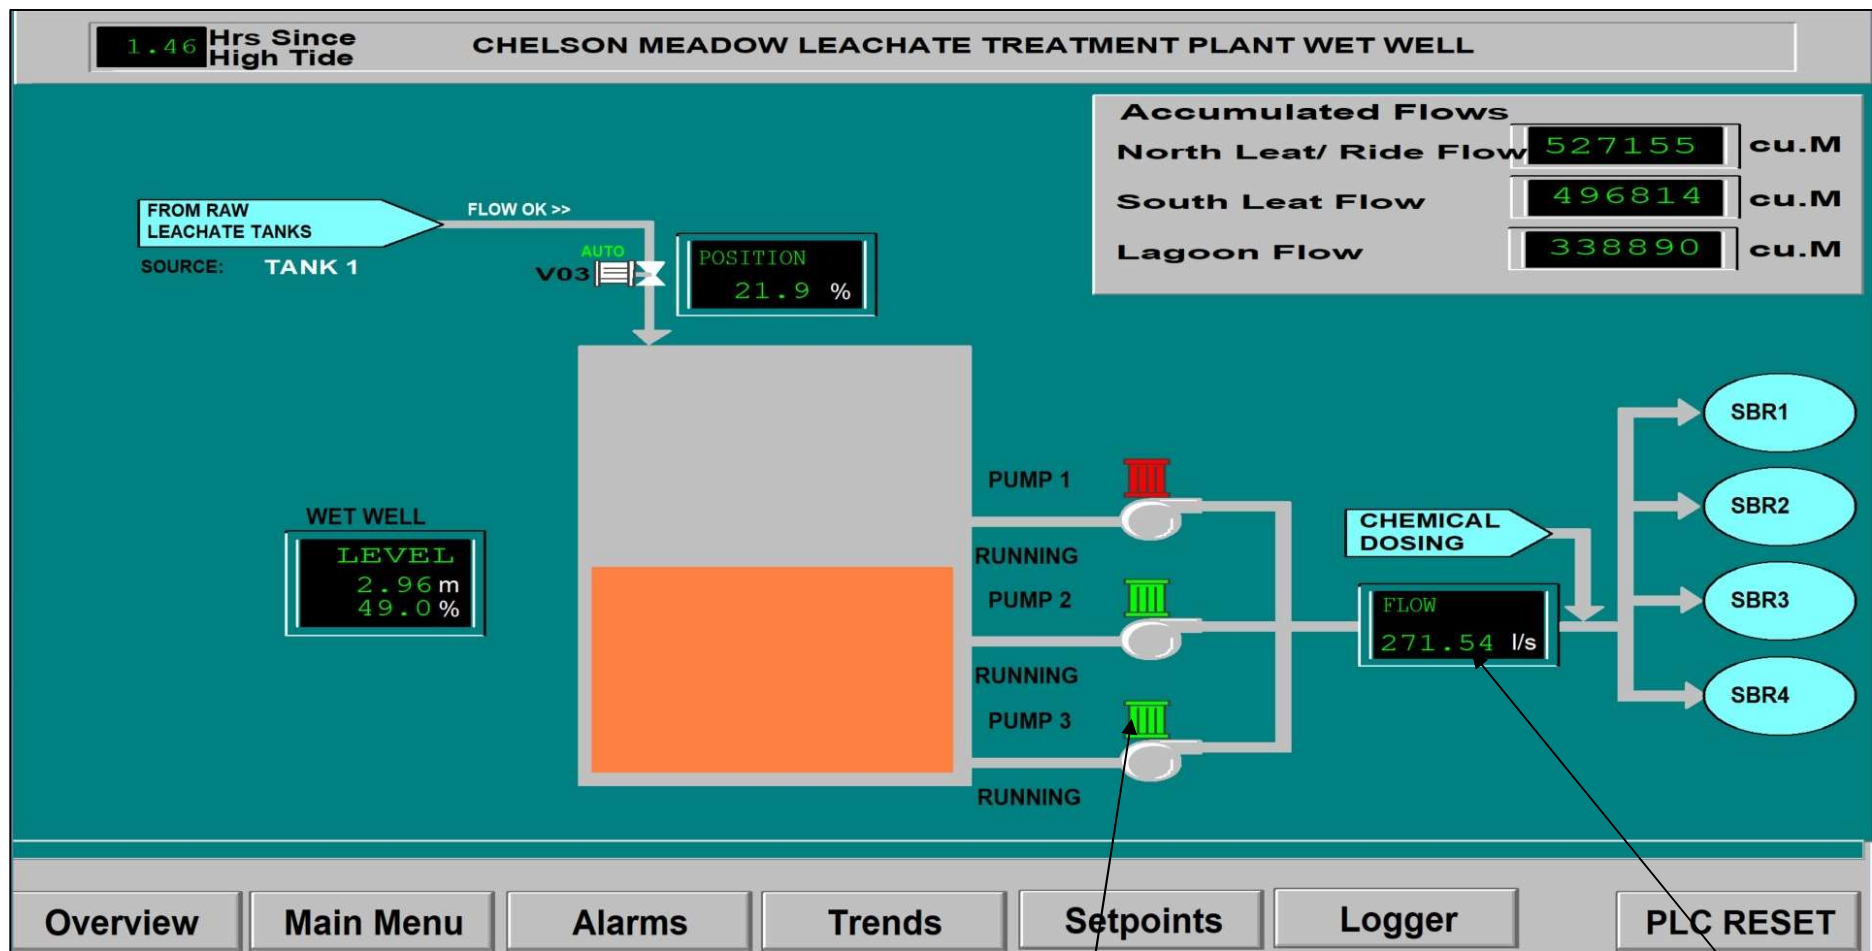 1.46 Hrs Since
High Tide
CHELSON MEADOW LEACHATE TREATMENT PLANT WET WELL
Accumulated Flows
North Leat/ Ride Flow 527155 cu.M
South Leat Flow 496814 cu.M
Lagoon Flow 338890 cu.M
FROM RAW
LEACHATE TANKS
FLOW OK >>
SOURCE: TANK 1
AUTO
V03
POSITION
21.9 %
WET WELL
LEVEL
2.96 m
49.0 %
PUMP 1
RUNNING
PUMP 2
RUNNING
PUMP 3
RUNNING
CHEMICAL
DOSING
FLOW
271.54 l/s
SBR1
SBR2
SBR3
SBR4
Overview
Main Menu
Alarms
Trends
Setpoints
Logger
PLC RESET